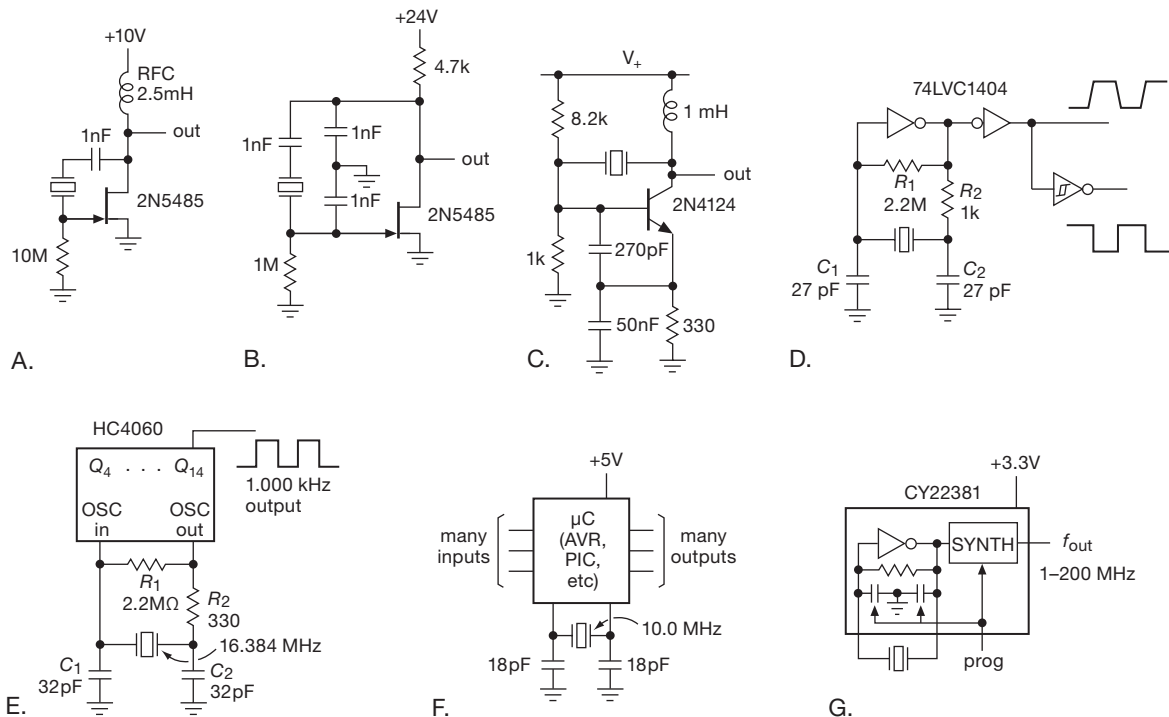 +10V
RFC
2.5mH
out
1nF
2N5485
10M
A.
+24V
4.7k
1nF
1nF
out
1nF
2N5485
1M
B.
V+
8.2k
1 mH
out
2N4124
1k
270pF
50nF
330
C.
74LVC1404
R1
2.2M
R2
1k
C1
27 pF
C2
27 pF
D.
HC4060
Q4 . . . Q14
OSC in
OSC out
1.000 kHz
output
R1
2.2MΩ
R2
330
16.384 MHz
C1
32pF
C2
32pF
E.
+5V
many
inputs
µC
(AVR,
PIC,
etc)
many
outputs
10.0 MHz
18pF
18pF
F.
+3.3V
CY22381
SYNTH
fout
1–200 MHz
prog
G.